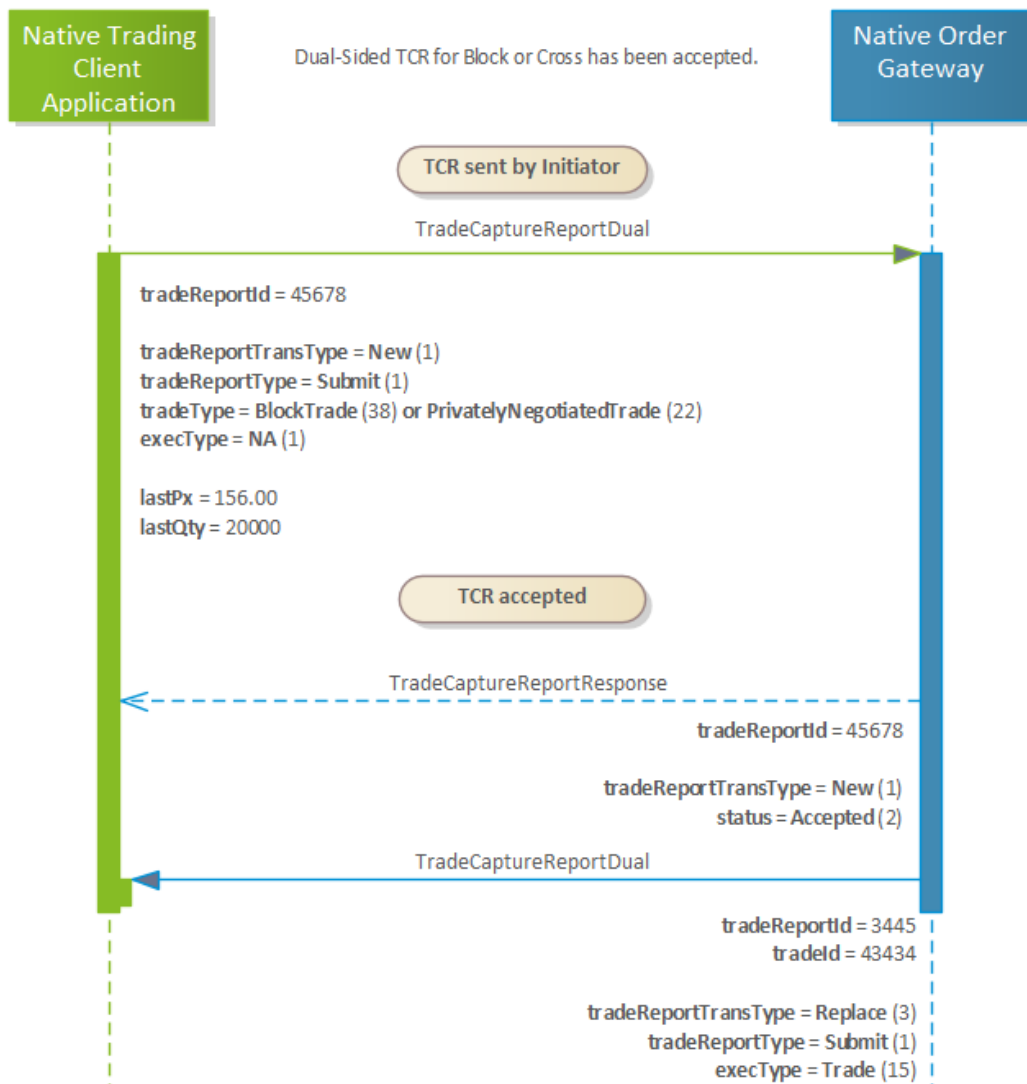 Native Trading
Client
Application
Dual-Sided TCR for Block or Cross has been accepted.
Native Order
Gateway
TCR sent by Initiator
TradeCaptureReportDual
tradeReportId = 45678
tradeReportTransType = New (1)
tradeReportType = Submit (1)
tradeType = BlockTrade (38) or PrivatelyNegotiatedTrade (22)
execType = NA (1)
lastPx = 156.00
lastQty = 20000
TCR accepted
TradeCaptureReportResponse
tradeReportId = 45678
tradeReportTransType = New (1)
status = Accepted (2)
TradeCaptureReportDual
tradeReportId = 3445
tradeId = 43434
tradeReportTransType = Replace (3)
tradeReportType = Submit (1)
execType = Trade (15)